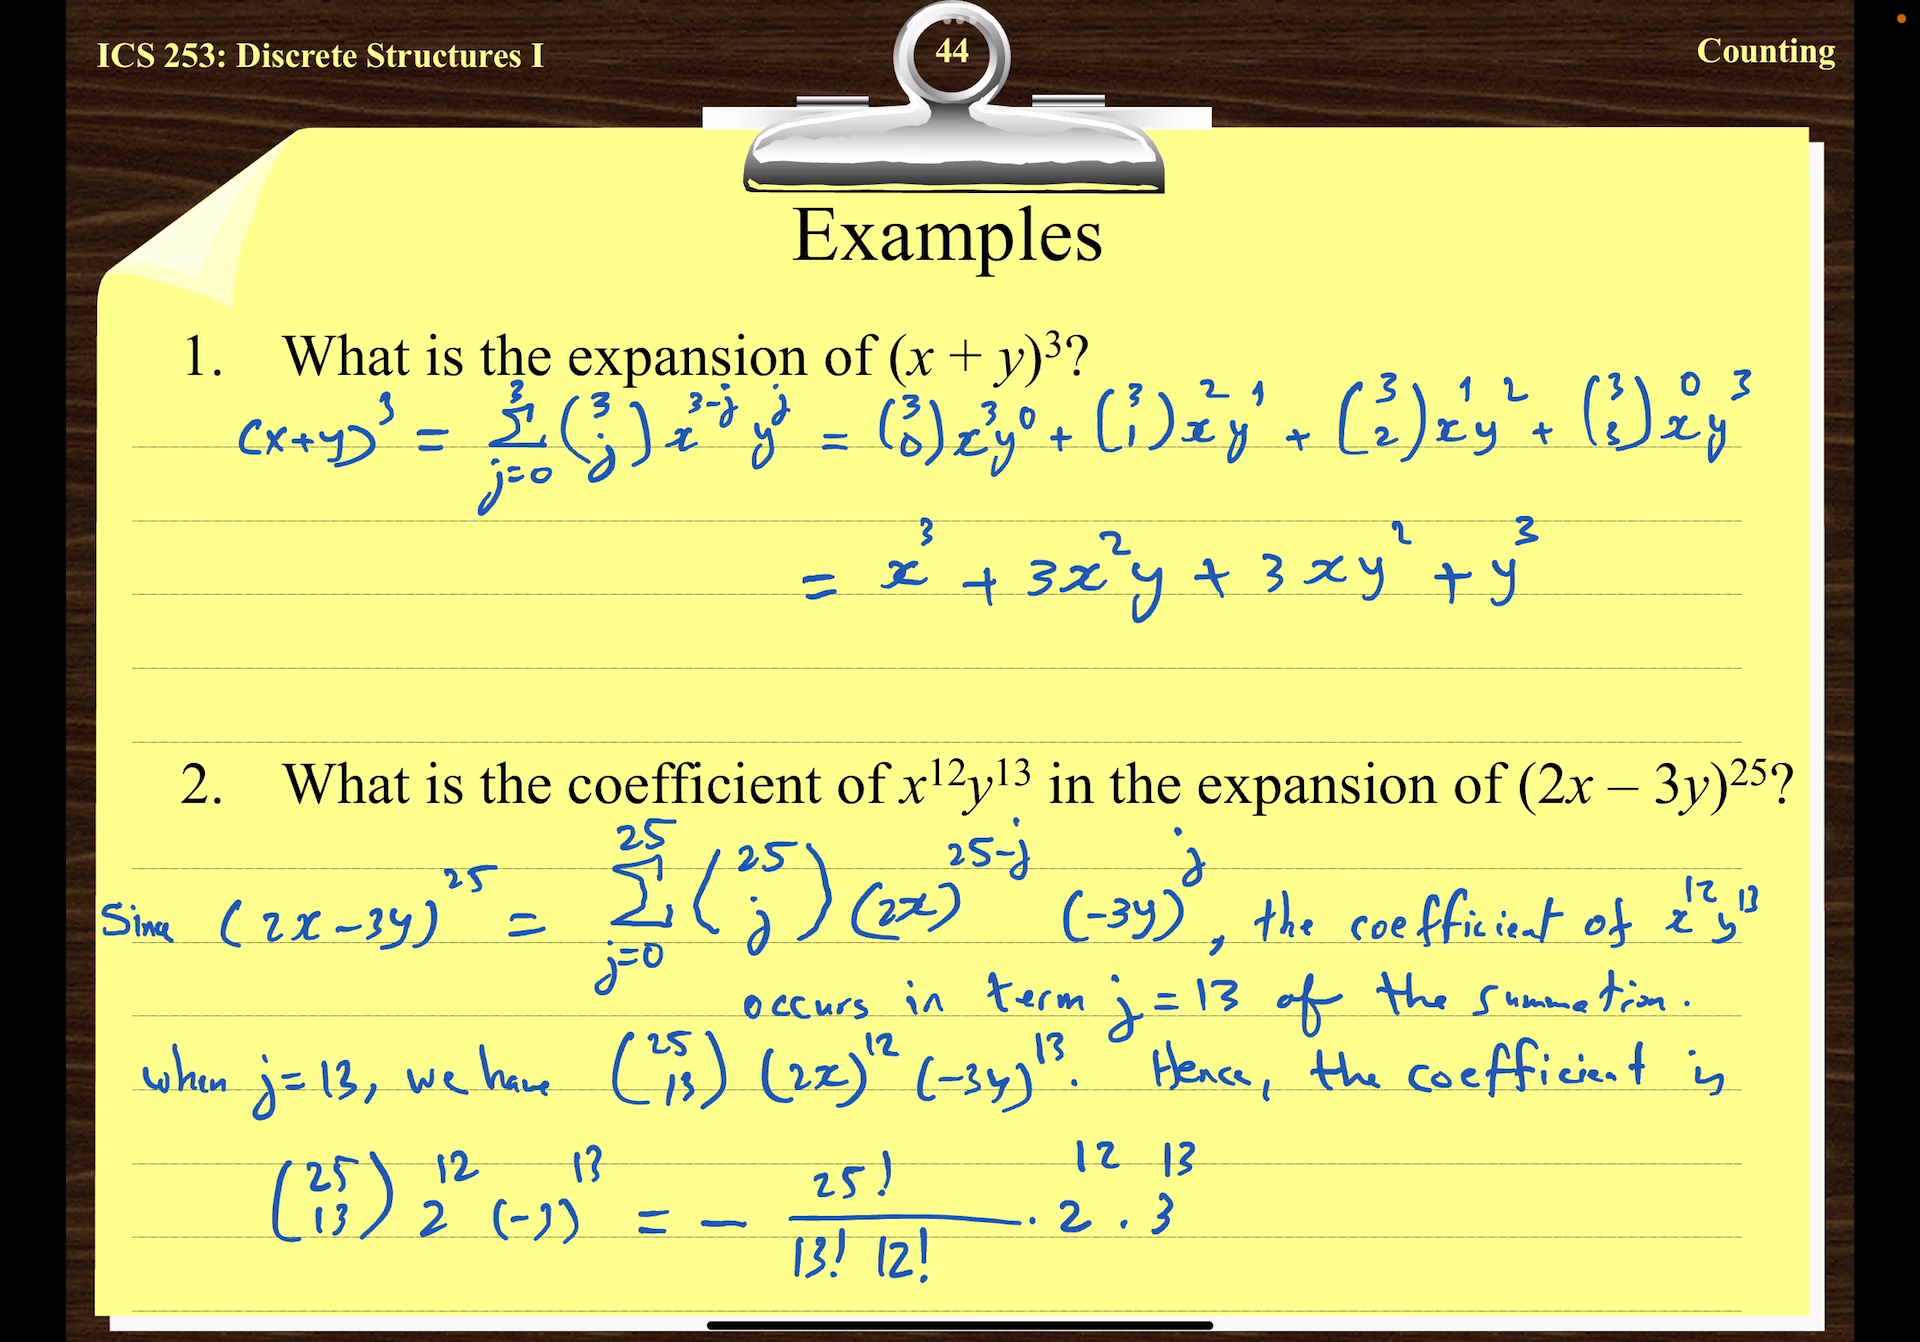 ICS 253: Discrete Structures I
44
Counting
Examples
1. What is the expansion of (x + y)³?
(x+y)³ = Σ_{j=0}^{3} (3 j) x^{3-j} y^j = (3 0) x³y⁰ + (3 1) x²y¹ + (3 2) x¹y² + (3 3) x⁰y³
= x³ + 3x²y + 3xy² + y³
2. What is the coefficient of x¹²y¹³ in the expansion of (2x – 3y)²⁵?
Since (2x-3y)²⁵ = Σ_{j=0}^{25} (25 j) (2x)^{25-j} (-3y)^j, the coefficient of x¹²y¹³
occurs in term j=13 of the summation.
when j=13, we have (25 13) (2x)¹² (-3y)¹³. Hence, the coefficient is
(25 13) 2¹² (-3)¹³ = - 25!/(13! 12!) · 2¹² · 3¹³